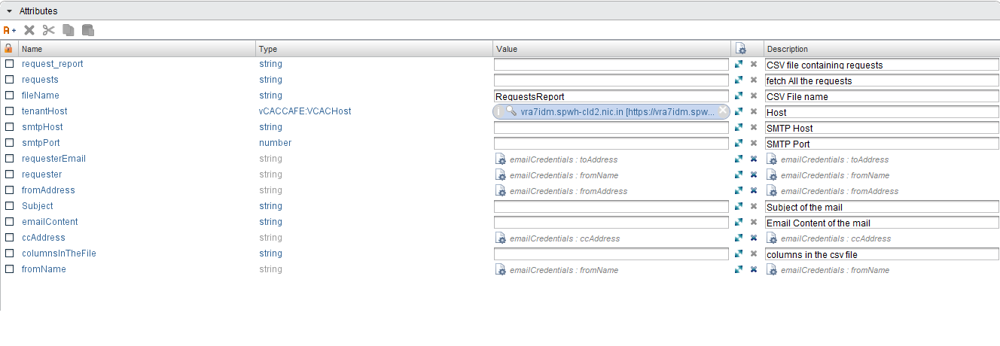 Attributes
Name Type Value Description
request_report string CSV file containing requests
requests string fetch All the requests
fileName string RequestsReport CSV File name
tenantHost vCACCAFE:VCACHost vra7idm.spwh-cld2.nic.in [https://vra7idm.spw... Host
smtpHost string SMTP Host
smtpPort number SMTP Port
requesterEmail string emailCredentials : toAddress emailCredentials : toAddress
requester string emailCredentials : fromName emailCredentials : fromName
fromAddress string emailCredentials : fromAddress emailCredentials : fromAddress
Subject string Subject of the mail
emailContent string Email Content of the mail
ccAddress string emailCredentials : ccAddress emailCredentials : ccAddress
columnsInTheFile string columns in the csv file
fromName string emailCredentials : fromName emailCredentials : fromName